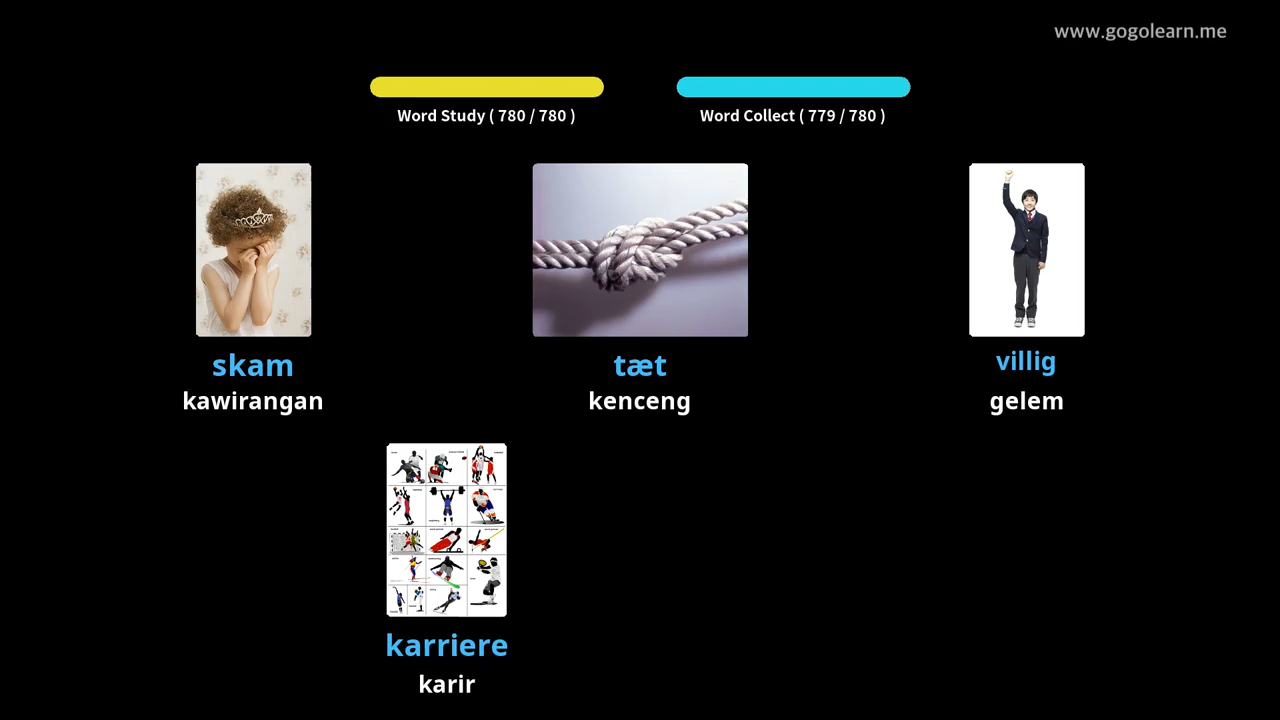 www.gogolearn.me
Word Study ( 780 / 780 )
Word Collect ( 779 / 780 )
skam
kawirangan
tæt
kenceng
villig
gelem
karriere
karir